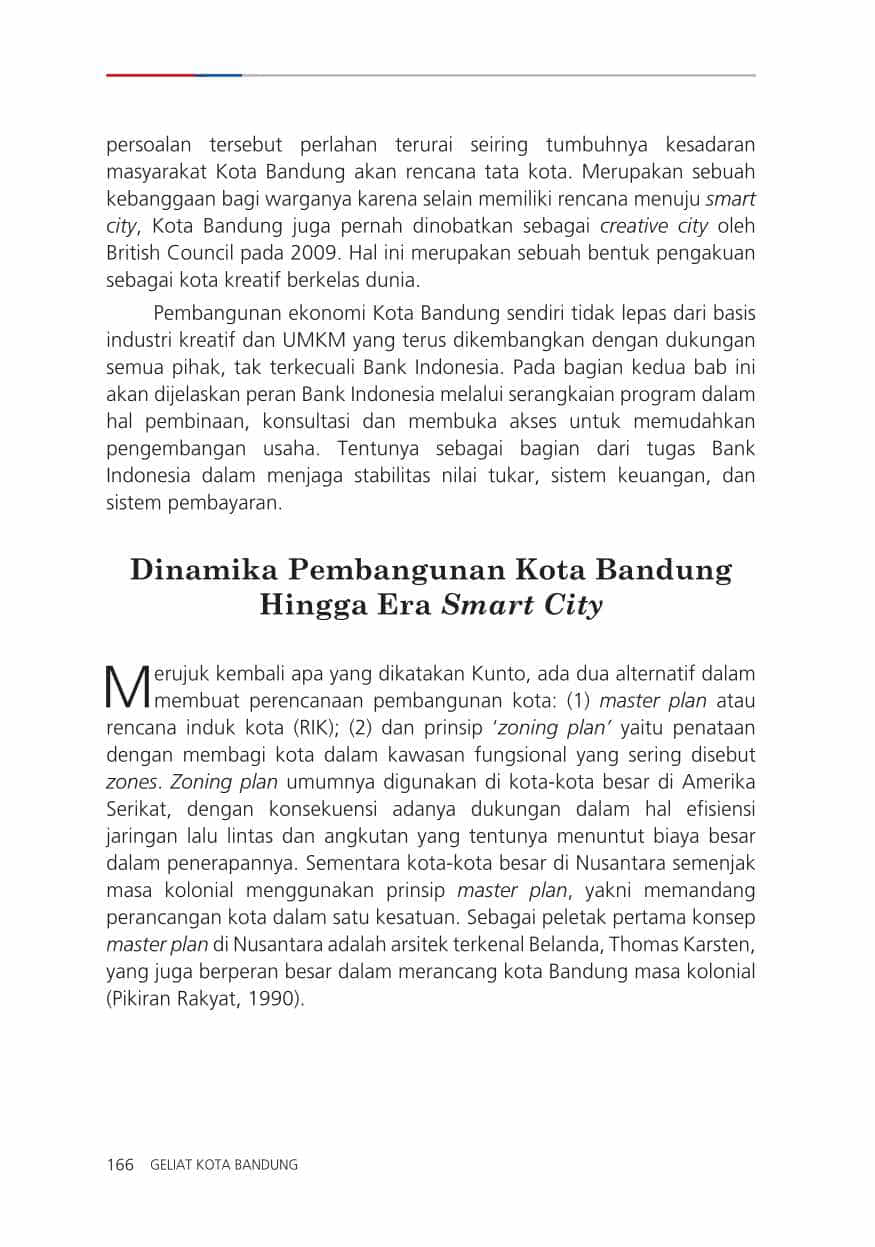 persoalan tersebut perlahan terurai seiring tumbuhnya kesadaran
masyarakat Kota Bandung akan rencana tata kota. Merupakan sebuah
kebanggaan bagi warganya karena selain memiliki rencana menuju smart
city, Kota Bandung juga pernah dinobatkan sebagai creative city oleh
British Council pada 2009. Hal ini merupakan sebuah bentuk pengakuan
sebagai kota kreatif berkelas dunia.
Pembangunan ekonomi Kota Bandung sendiri tidak lepas dari basis
industri kreatif dan UMKM yang terus dikembangkan dengan dukungan
semua pihak, tak terkecuali Bank Indonesia. Pada bagian kedua bab ini
akan dijelaskan peran Bank Indonesia melalui serangkaian program dalam
hal pembinaan, konsultasi dan membuka akses untuk memudahkan
pengembangan usaha. Tentunya sebagai bagian dari tugas Bank
Indonesia dalam menjaga stabilitas nilai tukar, sistem keuangan, dan
sistem pembayaran.
Dinamika Pembangunan Kota Bandung
Hingga Era Smart City
Merujuk kembali apa yang dikatakan Kunto, ada dua alternatif dalam
membuat perencanaan pembangunan kota: (1) master plan atau
rencana induk kota (RIK); (2) dan prinsip ‘zoning plan’ yaitu penataan
dengan membagi kota dalam kawasan fungsional yang sering disebut
zones. Zoning plan umumnya digunakan di kota-kota besar di Amerika
Serikat, dengan konsekuensi adanya dukungan dalam hal efisiensi
jaringan lalu lintas dan angkutan yang tentunya menuntut biaya besar
dalam penerapannya. Sementara kota-kota besar di Nusantara semenjak
masa kolonial menggunakan prinsip master plan, yakni memandang
perancangan kota dalam satu kesatuan. Sebagai peletak pertama konsep
master plan di Nusantara adalah arsitek terkenal Belanda, Thomas Karsten,
yang juga berperan besar dalam merancang kota Bandung masa kolonial
(Pikiran Rakyat, 1990).
166 GELIAT KOTA BANDUNG